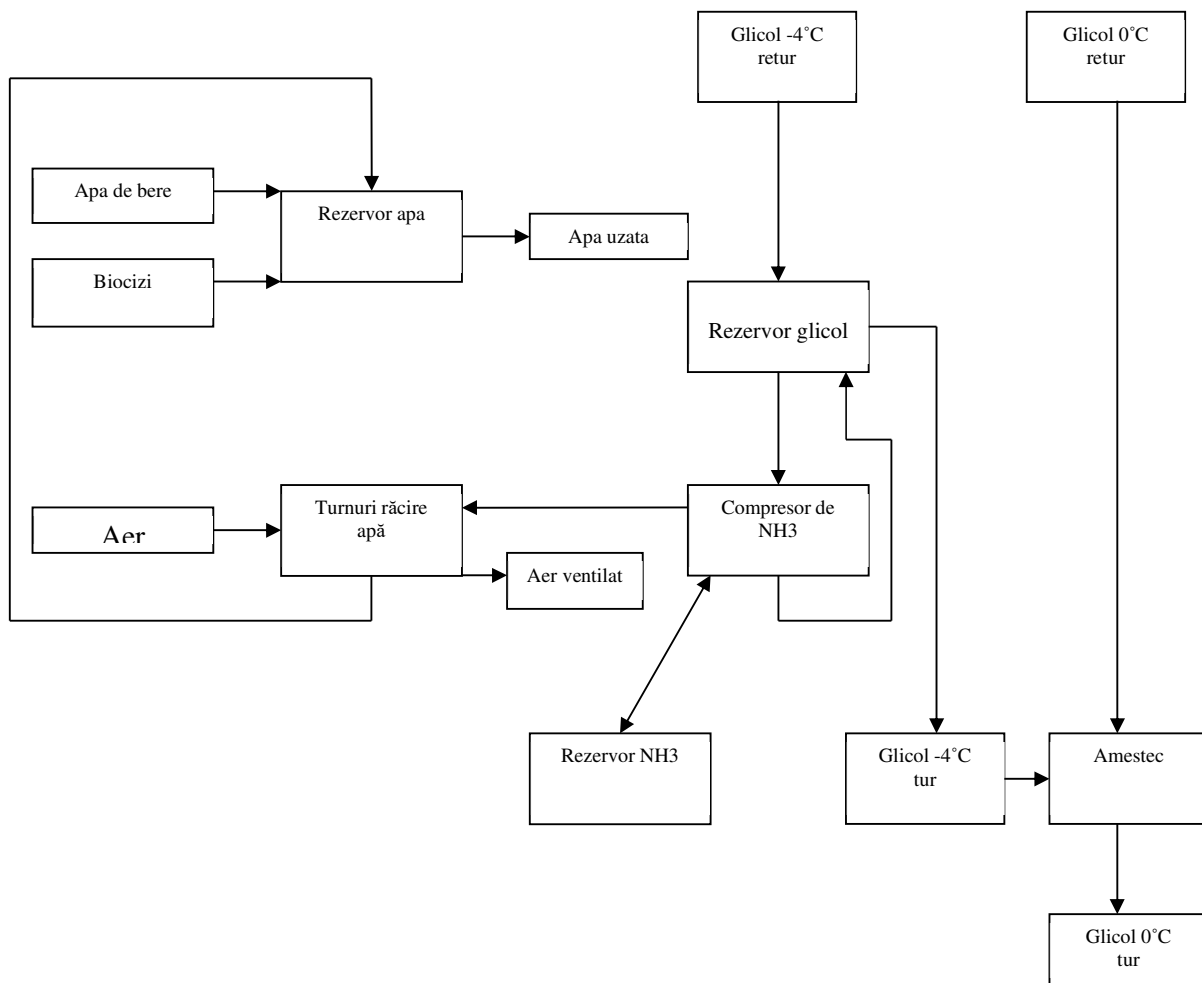 Glicol -4˚C
retur
Glicol 0˚C
retur
Apa de bere
Rezervor apa
Apa uzata
Biocizi
Rezervor glicol
Aer
Turnuri răcire
apă
Compresor de
NH3
Aer ventilat
Rezervor NH3
Glicol -4˚C
tur
Amestec
Glicol 0˚C
tur